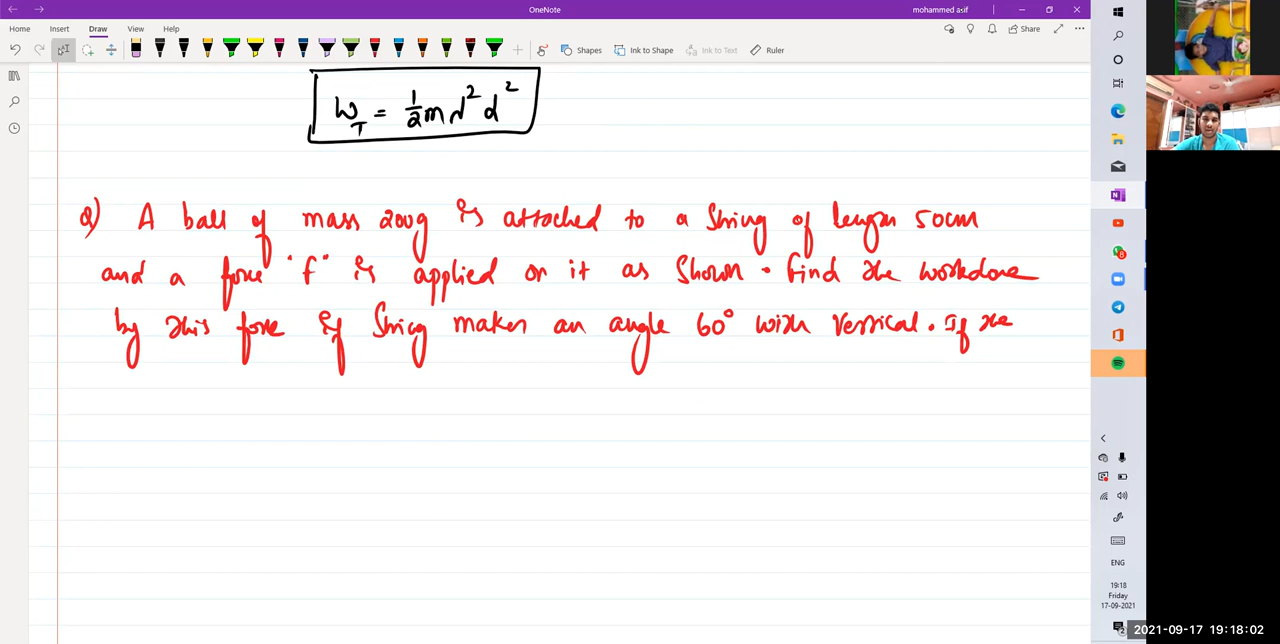 OneNote
mohammed asif
Home Insert Draw View Help
Share
Shapes Ink to Shape Ink to Text Ruler
W_T = 1/2 m v² d²
Q) A ball of mass 200g is attached to a string of length 50cm
and a force "F" is applied on it as shown. Find the workdone
by this force if string makes an angle 60° with vertical. If the
ENG
19:18
Friday
17-09-2021
2021-09-17 19:18:02